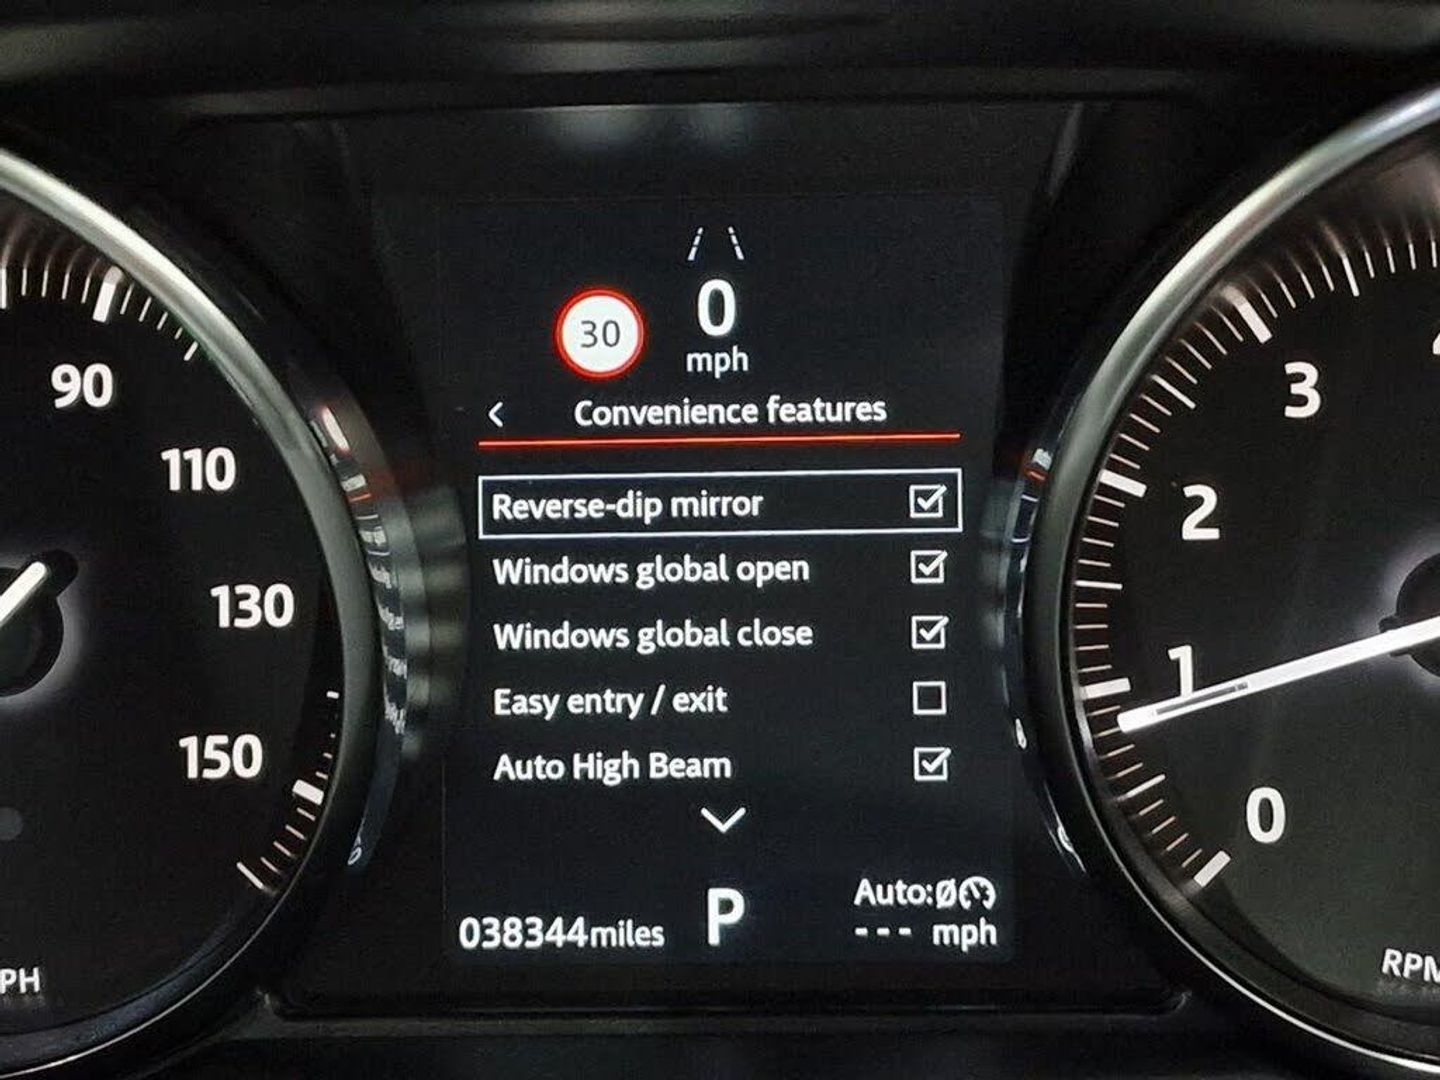 30
0
mph
< Convenience features
Reverse-dip mirror
Windows global open
Windows global close
Easy entry / exit
Auto High Beam
038344miles
P
Auto:Ø
--- mph
90
110
130
150
PH
3
2
1
0
RPM